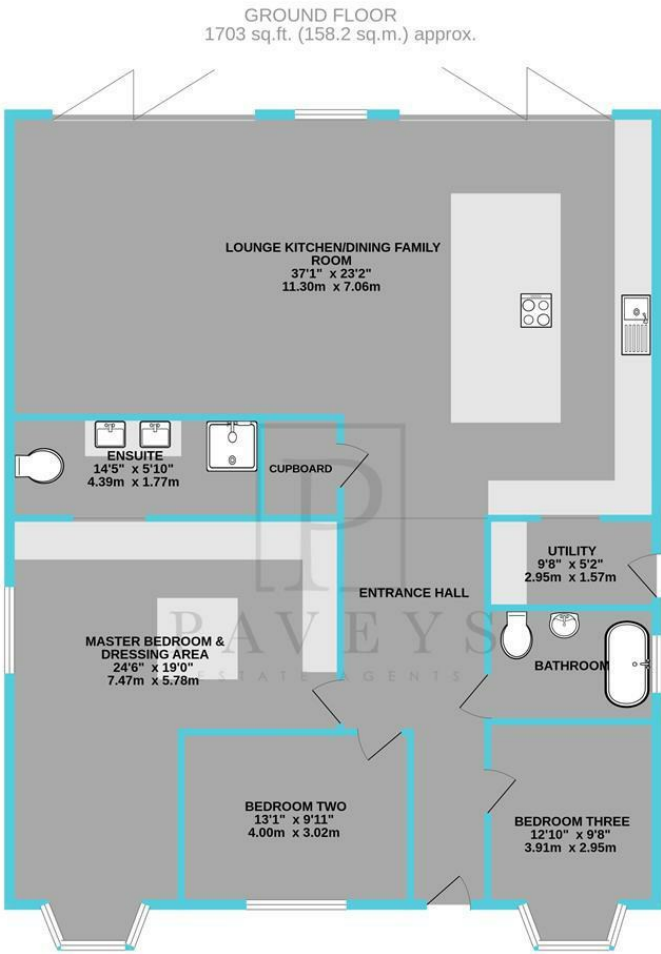 GROUND FLOOR
1703 sq.ft. (158.2 sq.m.) approx.
LOUNGE KITCHEN/DINING FAMILY
ROOM
37'1" x 23'2"
11.30m x 7.06m
ENSUITE
14'5" x 5'10"
4.39m x 1.77m
CUPBOARD
UTILITY
9'8" x 5'2"
2.95m x 1.57m
ENTRANCE HALL
PAVEYS
ESTATE AGENTS
MASTER BEDROOM &
DRESSING AREA
24'6" x 19'0"
7.47m x 5.78m
BATHROOM
BEDROOM TWO
13'1" x 9'11"
4.00m x 3.02m
BEDROOM THREE
12'10" x 9'8"
3.91m x 2.95m